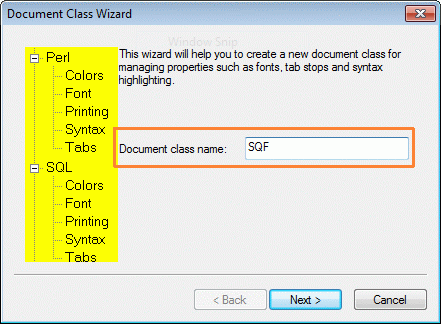 Document Class Wizard
Window Snip
This wizard will help you to create a new document class for
managing properties such as fonts, tab stops and syntax
highlighting.
Perl
Colors
Font
Printing
Syntax
Tabs
SQL
Colors
Font
Printing
Syntax
Tabs
Document class name: SQF
< Back Next > Cancel